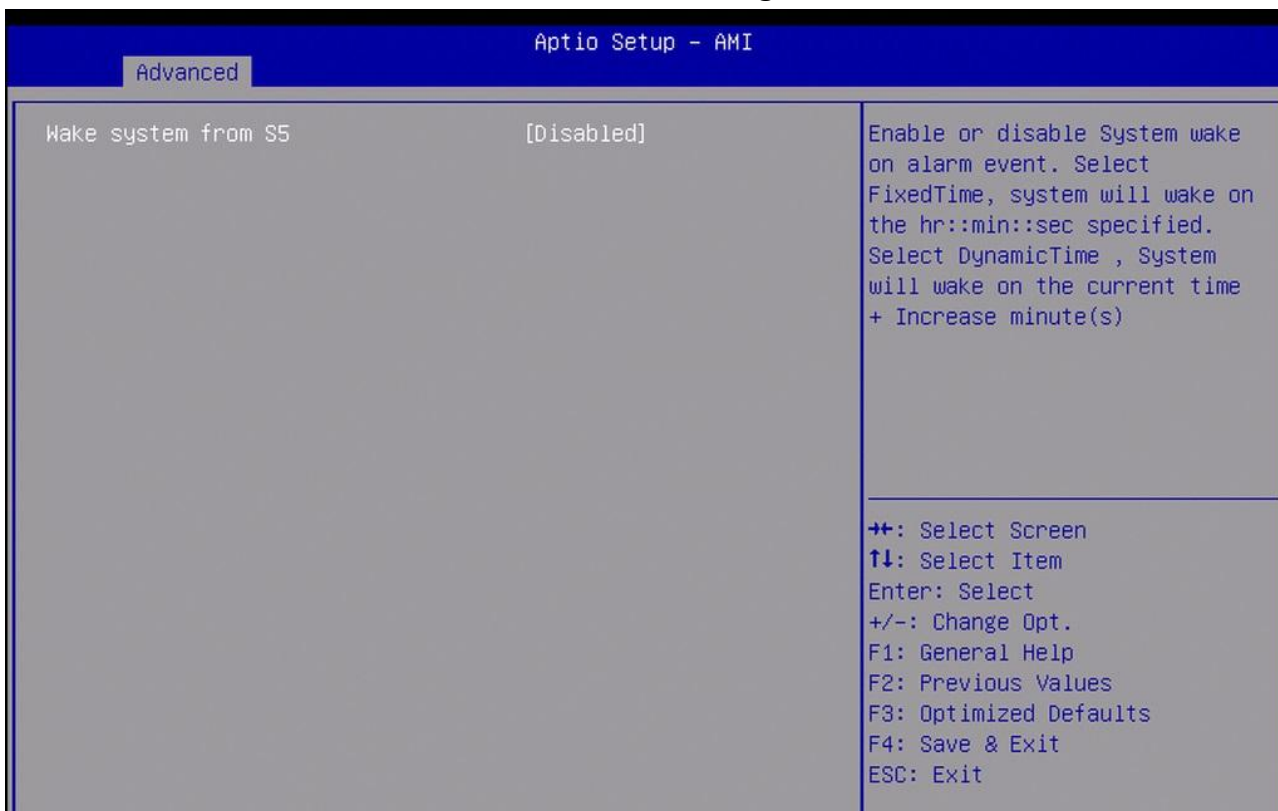 Aptio Setup – AMI
Advanced
Wake system from S5 [Disabled]
Enable or disable System wake
on alarm event. Select
FixedTime, system will wake on
the hr::min::sec specified.
Select DynamicTime , System
will wake on the current time
+ Increase minute(s)
→←: Select Screen
↑↓: Select Item
Enter: Select
+/-: Change Opt.
F1: General Help
F2: Previous Values
F3: Optimized Defaults
F4: Save & Exit
ESC: Exit